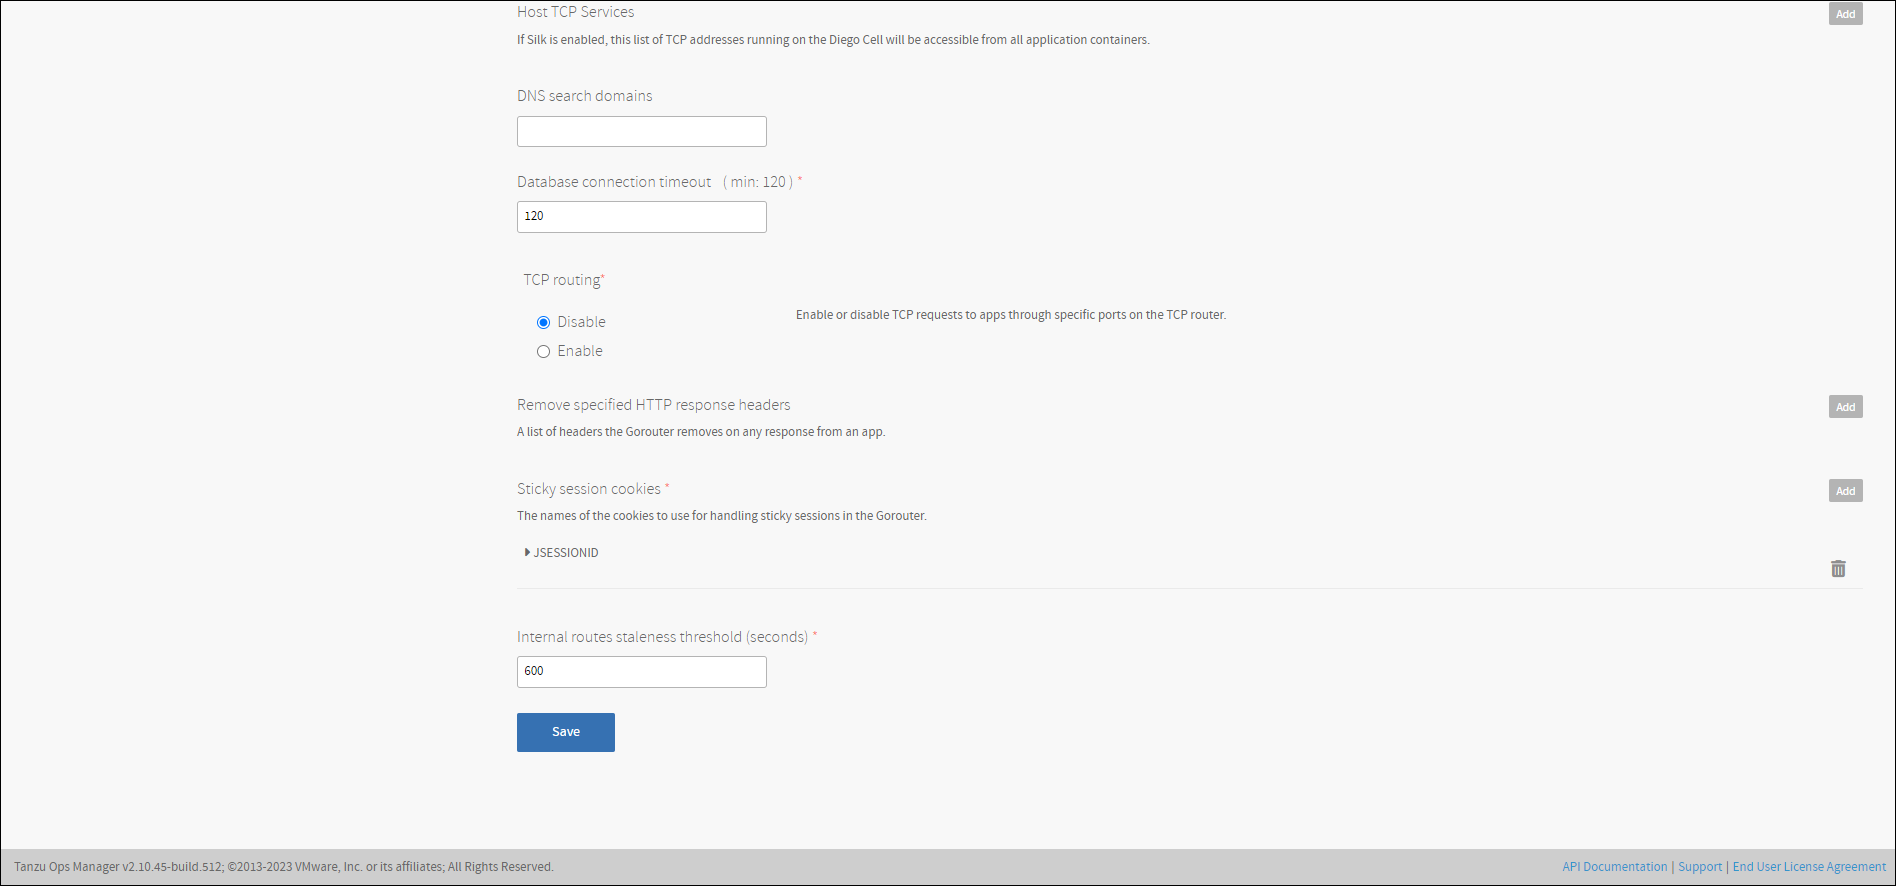 Host TCP Services
Add
If Silk is enabled, this list of TCP addresses running on the Diego Cell will be accessible from all application containers.
DNS search domains
Database connection timeout ( min: 120 ) *
120
TCP routing*
Disable
Enable or disable TCP requests to apps through specific ports on the TCP router.
Enable
Remove specified HTTP response headers
Add
A list of headers the Gorouter removes on any response from an app.
Sticky session cookies *
Add
The names of the cookies to use for handling sticky sessions in the Gorouter.
JSESSIONID
Internal routes staleness threshold (seconds) *
600
Save
Tanzu Ops Manager v2.10.45-build.512; ©2013-2023 VMware, Inc. or its affiliates; All Rights Reserved.
API Documentation | Support | End User License Agreement